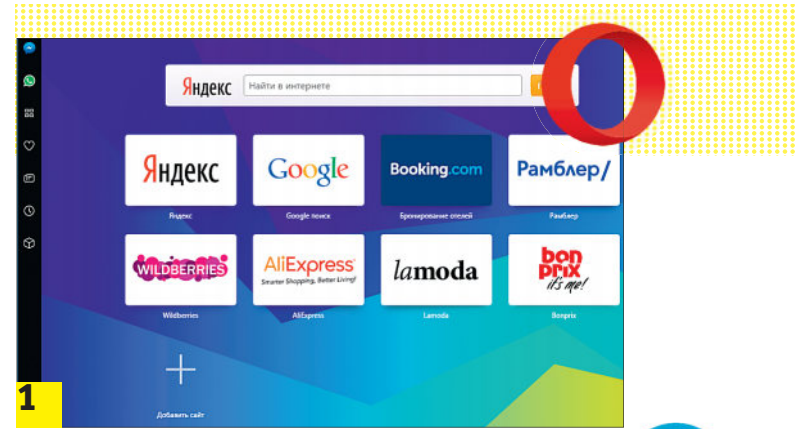 Яндекс Найти в интернете
Яндекс Google Booking.com Рамблер/
Яндекс Google поиск Бронирование отелей Рамблер
WILDBERRIES AliExpress lamoda bon prix
Smarter Shopping, Better Living! it's me!
Wildberries AliExpress Lamoda Bonprix
Добавить сайт
1